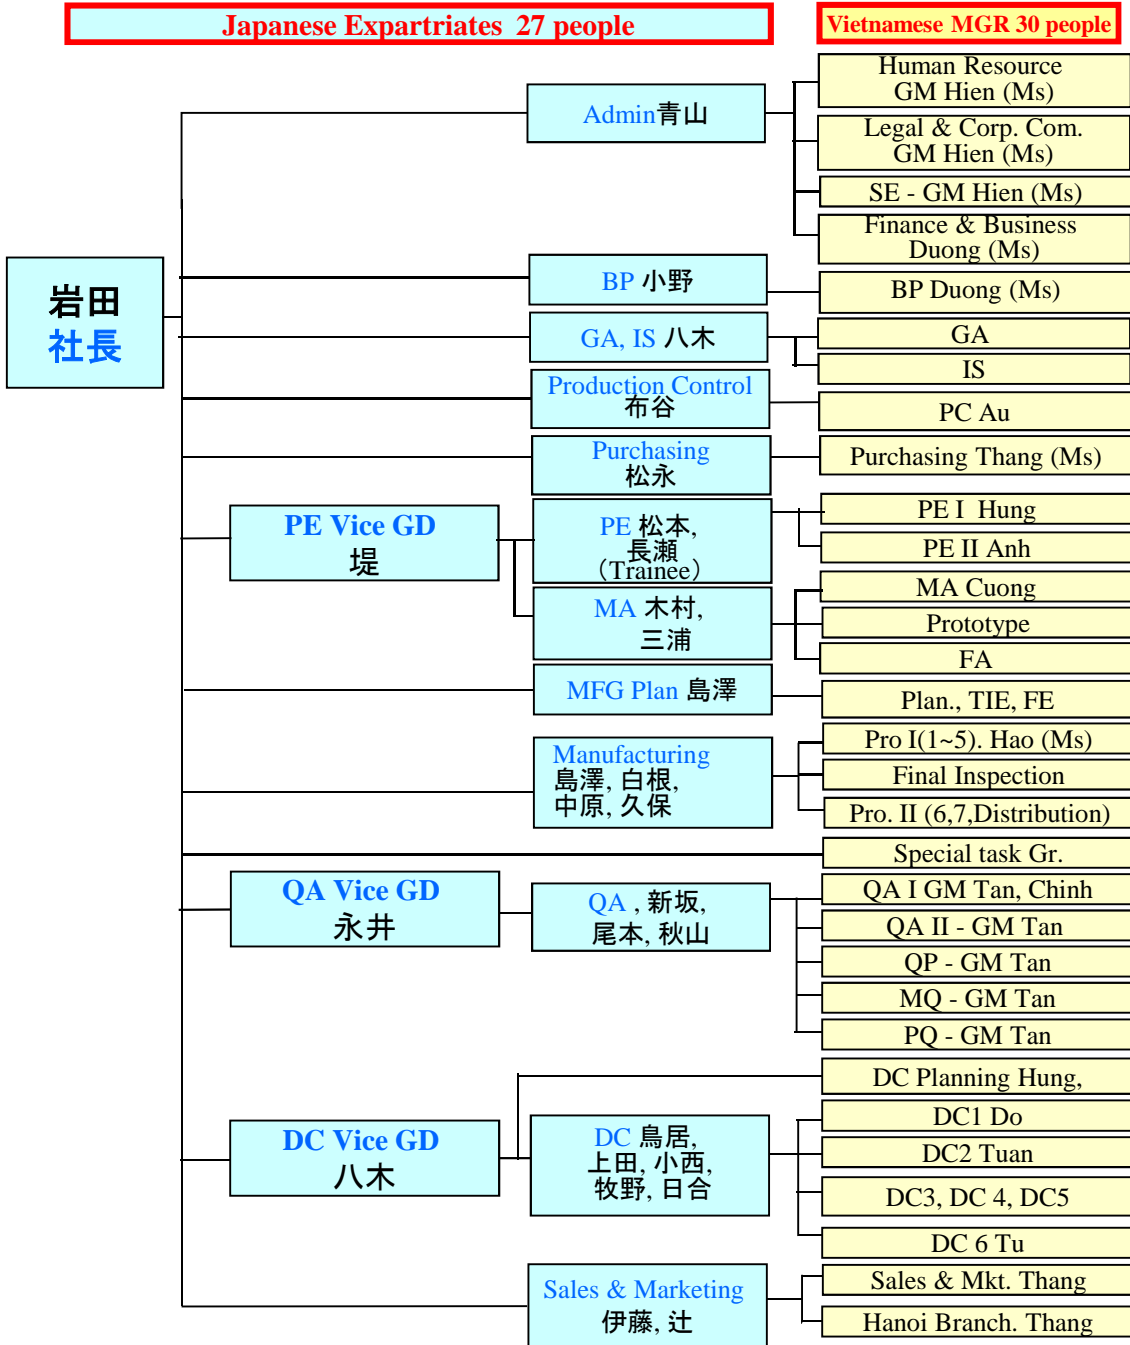 Japanese Expartriates 27 people
Vietnamese MGR 30 people
岩田
社長
Admin青山
Human Resource
GM Hien (Ms)
Legal & Corp. Com.
GM Hien (Ms)
SE - GM Hien (Ms)
Finance & Business
Duong (Ms)
BP 小野
BP Duong (Ms)
GA, IS 八木
GA
IS
Production Control
布谷
PC Au
Purchasing
松永
Purchasing Thang (Ms)
PE Vice GD
堤
PE 松本,
長瀬
(Trainee)
PE I Hung
PE II Anh
MA 木村,
三浦
MA Cuong
Prototype
FA
MFG Plan 島澤
Plan., TIE, FE
Manufacturing
島澤, 白根,
中原, 久保
Pro I(1~5). Hao (Ms)
Final Inspection
Pro. II (6,7,Distribution)
Special task Gr.
QA Vice GD
永井
QA , 新坂,
尾本, 秋山
QA I GM Tan, Chinh
QA II - GM Tan
QP - GM Tan
MQ - GM Tan
PQ - GM Tan
DC Planning Hung,
DC Vice GD
八木
DC 鳥居,
上田, 小西,
牧野, 日合
DC1 Do
DC2 Tuan
DC3, DC 4, DC5
DC 6 Tu
Sales & Marketing
伊藤, 辻
Sales & Mkt. Thang
Hanoi Branch. Thang